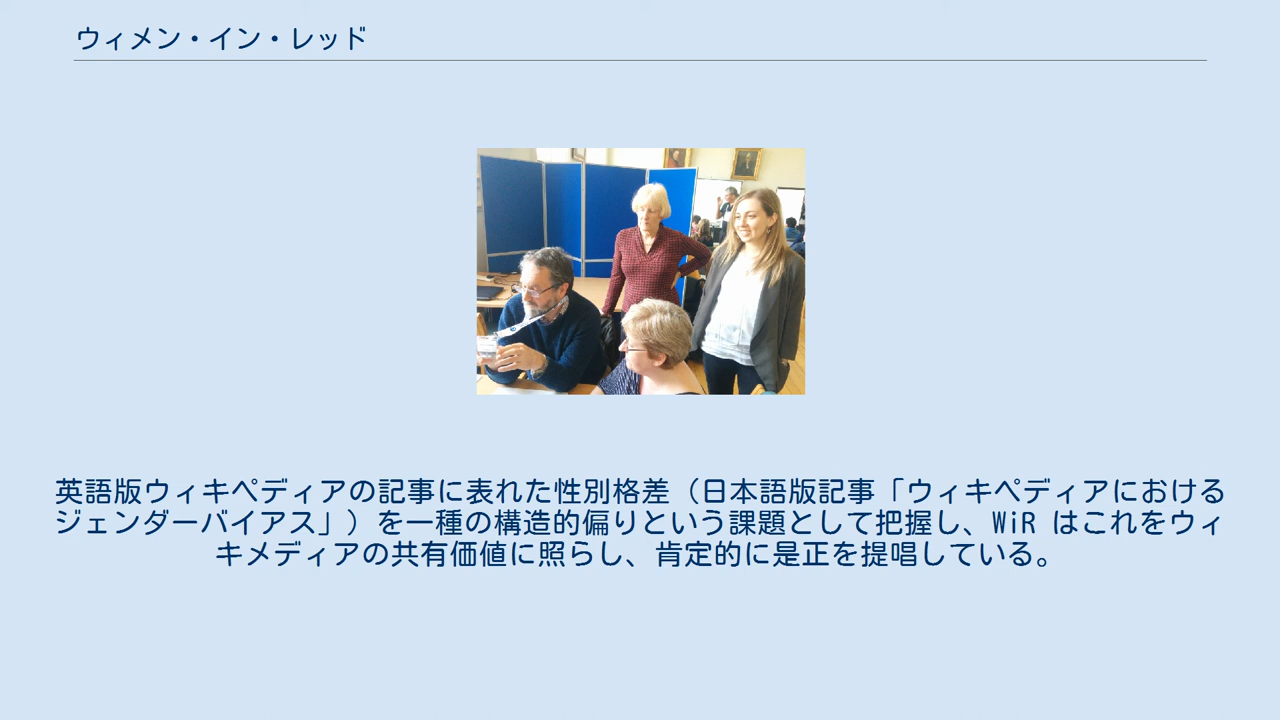 ウィメン・イン・レッド
英語版ウィキペディアの記事に表れた性別格差（日本語版記事「ウィキペディアにおける
ジェンダーバイアス」）を一種の構造的偏りという課題として把握し、WiR はこれをウィ
キメディアの共有価値に照らし、肯定的に是正を提唱している。